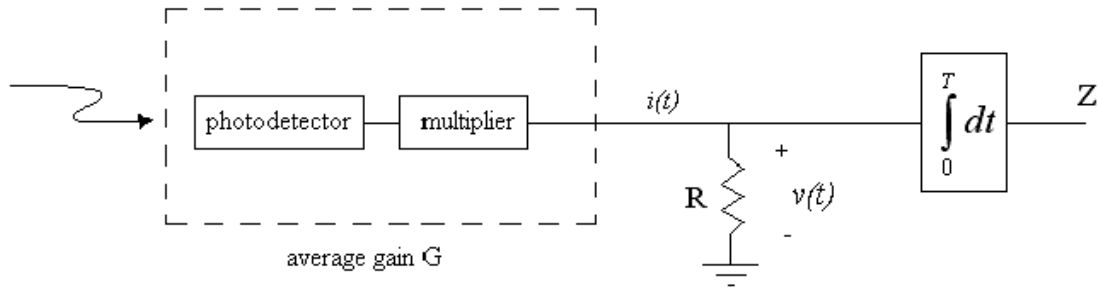 photodetector
multiplier
i(t)
T
∫ dt
0
Z
+
R
v(t)
-
average gain G